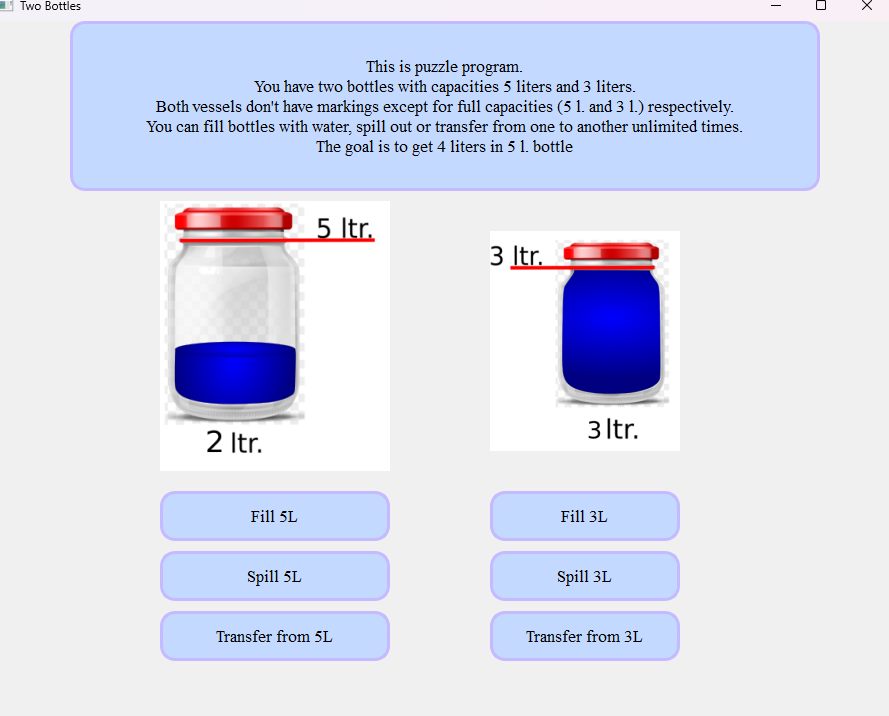 Two Bottles
This is puzzle program.
You have two bottles with capacities 5 liters and 3 liters.
Both vessels don't have markings except for full capacities (5 l. and 3 l.) respectively.
You can fill bottles with water, spill out or transfer from one to another unlimited times.
The goal is to get 4 liters in 5 l. bottle
5 ltr.
3 ltr.
2 ltr.
3 ltr.
Fill 5L
Fill 3L
Spill 5L
Spill 3L
Transfer from 5L
Transfer from 3L